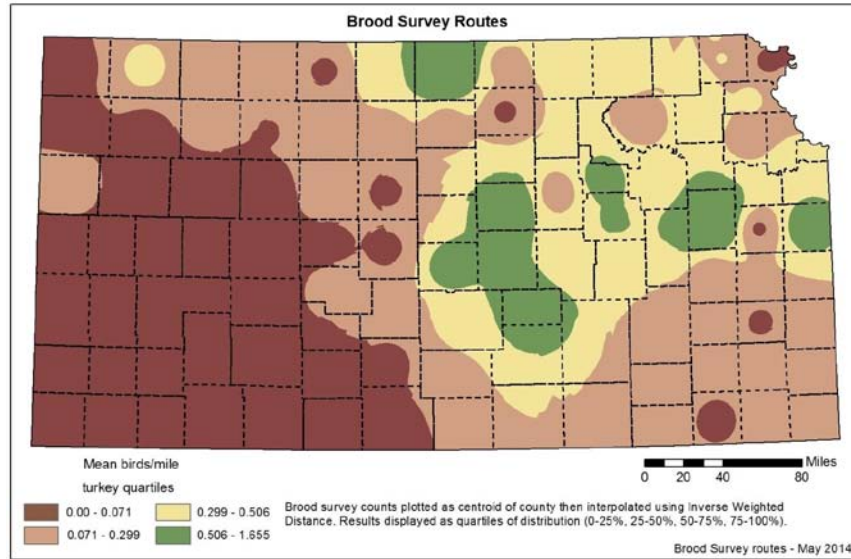 Brood Survey Routes
Mean birds/mile
turkey quartiles
0.00 - 0.071
0.299 - 0.506
0.071 - 0.299
0.506 - 1.655
Brood survey counts plotted as centroid of county then interpolated using Inverse Weighted
Distance. Results displayed as quartiles of distribution (0-25%, 25-50%, 50-75%, 75-100%).
Miles
0 10 20 40 60 80
Brood Survey routes - May 2014